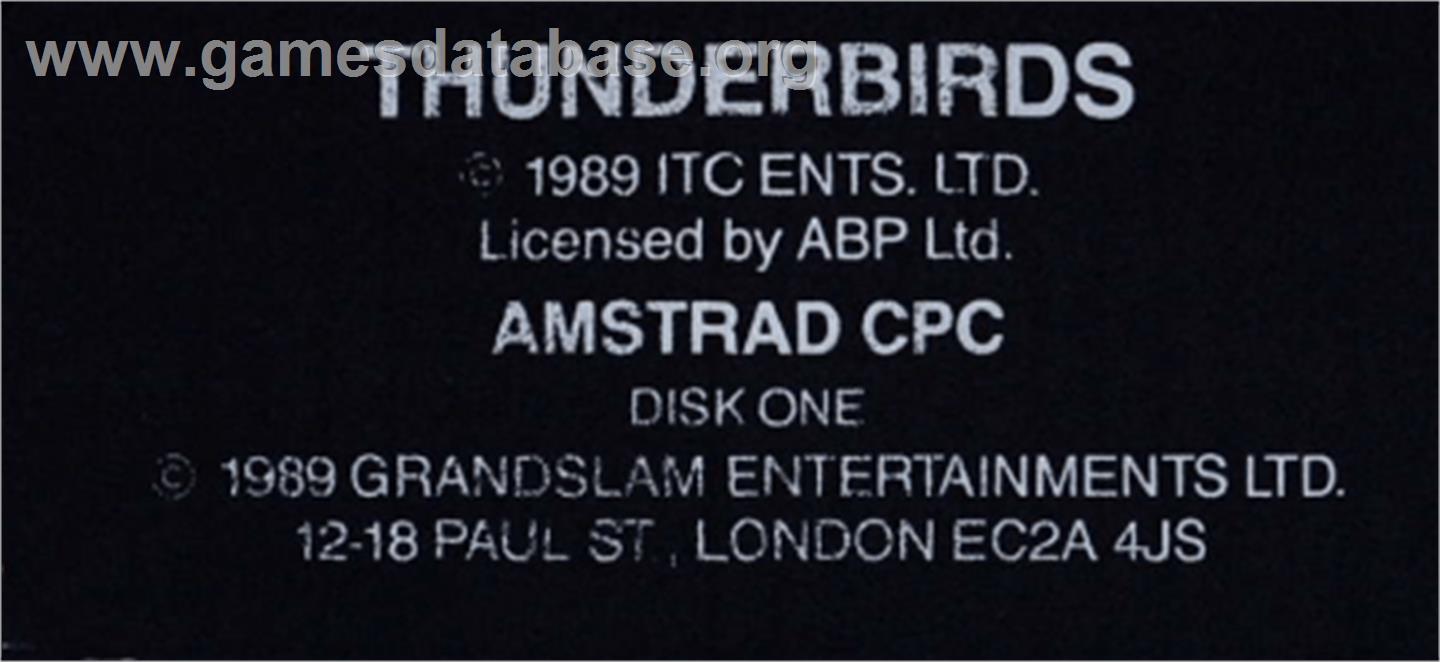 www.gamesdatabase.org
THUNDERBIRDS
© 1989 ITC ENTS. LTD.
Licensed by ABP Ltd.
AMSTRAD CPC
DISK ONE
© 1989 GRANDSLAM ENTERTAINMENTS LTD.
12-18 PAUL ST., LONDON EC2A 4JS